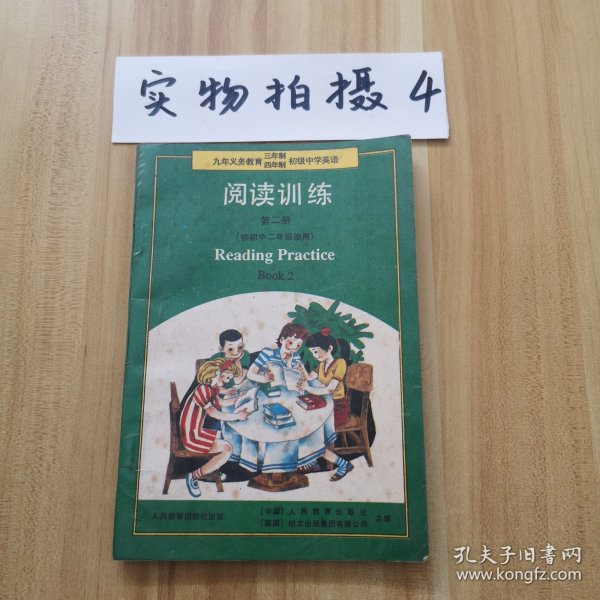 实物拍摄4
九年义务教育 三年制 四年制 初级中学英语
阅读训练
第二册
(供初中二年级使用)
Reading Practice
Book 2
人民教育出版社出版
(中国) 人民教育出版社
(英国) 朗文出版集团有限公司 合编
孔夫子旧书网
www.kongfz.com